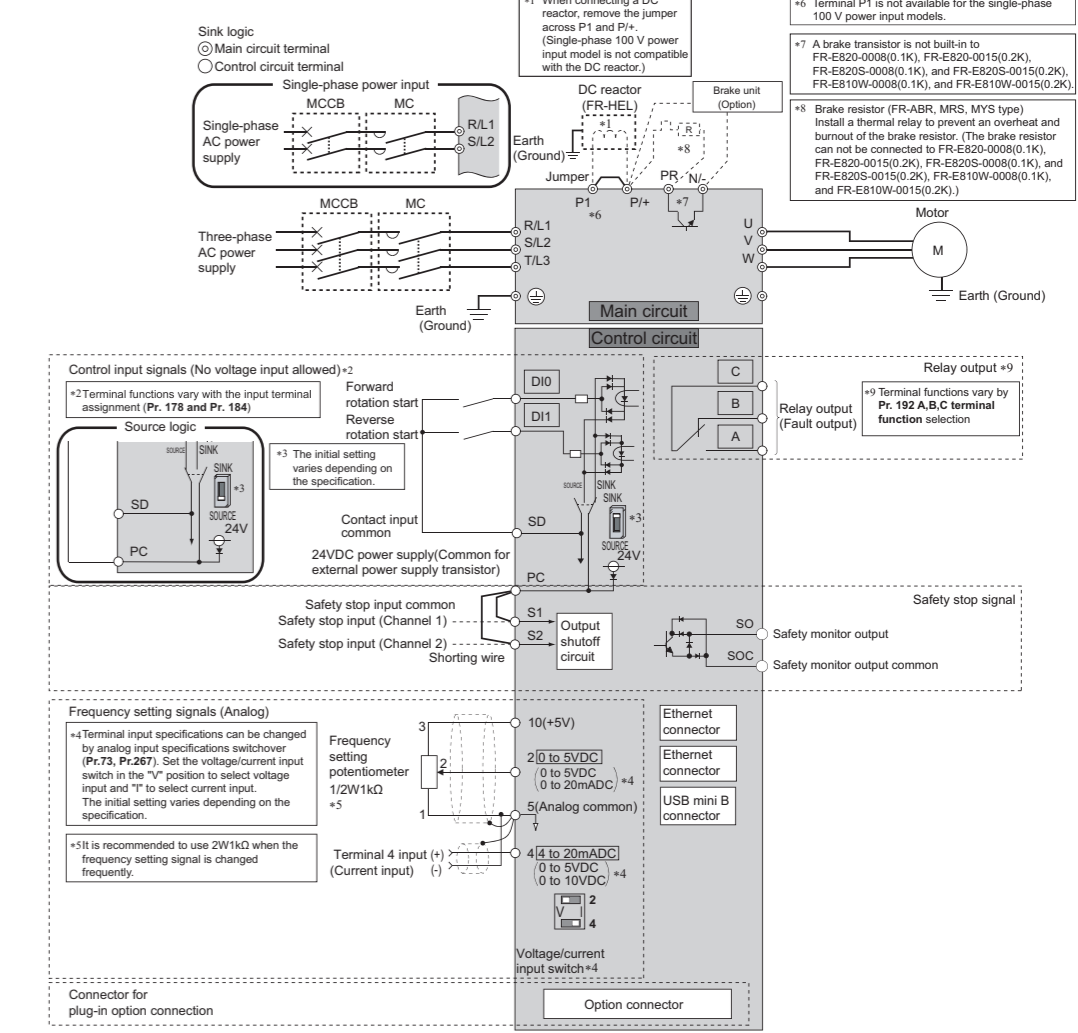 *1 When connecting a DC
reactor, remove the jumper
across P1 and P/+.
(Single-phase 100 V power
input model is not compatible
with the DC reactor.)
*6 Terminal P1 is not available for the single-phase
100 V power input models.
*7 A brake transistor is not built-in to
FR-E820-0008(0.1K), FR-E820-0015(0.2K),
FR-E820S-0008(0.1K), and FR-E820S-0015(0.2K),
FR-E810W-0008(0.1K), and FR-E810W-0015(0.2K).
*8 Brake resistor (FR-ABR, MRS, MYS type)
Install a thermal relay to prevent an overheat and
burnout of the brake resistor. (The brake resistor
can not be connected to FR-E820-0008(0.1K),
FR-E820-0015(0.2K), FR-E820S-0008(0.1K), and
FR-E820S-0015(0.2K), FR-E810W-0008(0.1K),
and FR-E810W-0015(0.2K).)
Sink logic
Main circuit terminal
Control circuit terminal
Single-phase power input
MCCB
MC
Single-phase
AC power
supply
R/L1
S/L2
DC reactor
(FR-HEL)
*1
Brake unit
(Option)
R
*8
Earth
(Ground)
Jumper
P1
*6
P/+
PR
*7
N/-
MCCB
MC
Three-phase
AC power
supply
R/L1
S/L2
T/L3
U
V
W
Motor
M
Earth
(Ground)
Earth (Ground)
Main circuit
Control circuit
Control input signals (No voltage input allowed)*2
*2 Terminal functions vary with the input terminal
assignment (Pr. 178 and Pr. 184)
Forward
rotation start
Reverse
rotation start
DI0
DI1
Source logic
SOURCE
SINK
SINK
*3
SOURCE
24V
SD
PC
*3 The initial setting
varies depending on
the specification.
SOURCE
SINK
SINK
*3
SOURCE
24V
Contact input
common
SD
24VDC power supply(Common for
external power supply transistor)
PC
C
B
A
Relay output *9
Relay output
(Fault output)
*9 Terminal functions vary by
Pr. 192 A,B,C terminal
function selection
Safety stop input common
Safety stop input (Channel 1)
Safety stop input (Channel 2)
Shorting wire
S1
S2
Output
shutoff
circuit
Safety stop signal
SO
Safety monitor output
SOC
Safety monitor output common
Frequency setting signals (Analog)
*4 Terminal input specifications can be changed
by analog input specifications switchover
(Pr.73, Pr.267). Set the voltage/current input
switch in the "V" position to select voltage
input and "I" to select current input.
The initial setting varies depending on the
specification.
*5 It is recommended to use 2W1kΩ when the
frequency setting signal is changed
frequently.
Frequency
setting
potentiometer
1/2W1kΩ
*5
3
2
1
10(+5V)
2 0 to 5VDC
(0 to 5VDC
0 to 20mADC) *4
5(Analog common)
Terminal 4 input (+)
(Current input) (-)
4 4 to 20mADC
(0 to 5VDC
0 to 10VDC) *4
V I
2
4
Voltage/current
input switch*4
Ethernet
connector
Ethernet
connector
USB mini B
connector
Connector for
plug-in option connection
Option connector